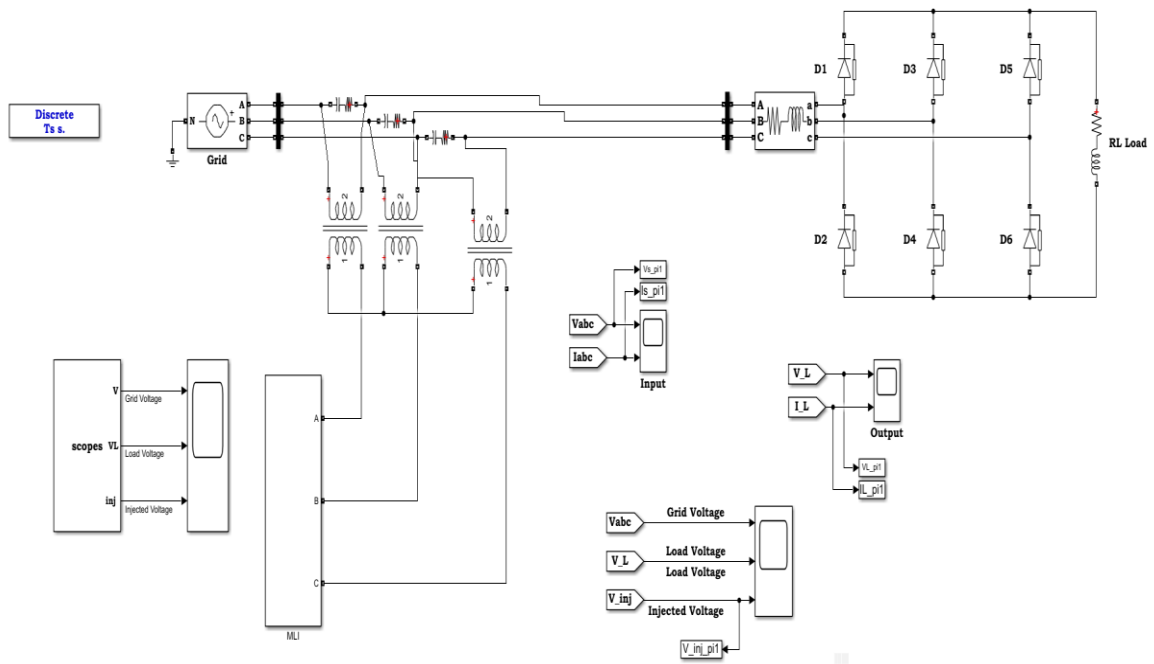 Discrete
Ts s.
N
+
A
B
C
Grid
A
B
C
a
b
c
D1
D3
D5
RL Load
D2
D4
D6
+
2
1
+
+
2
1
+
+
2
1
+
Vs_pi1
Is_pi1
Vabc
Iabc
Input
V_L
I_L
Output
VL_pi1
IL_pi1
scopes
V
VL
inj
Grid Voltage
Load Voltage
Injected Voltage
A
B
C
MLI
Vabc
Grid Voltage
V_L
Load Voltage
Load Voltage
V_inj
Injected Voltage
V_inj_pi1